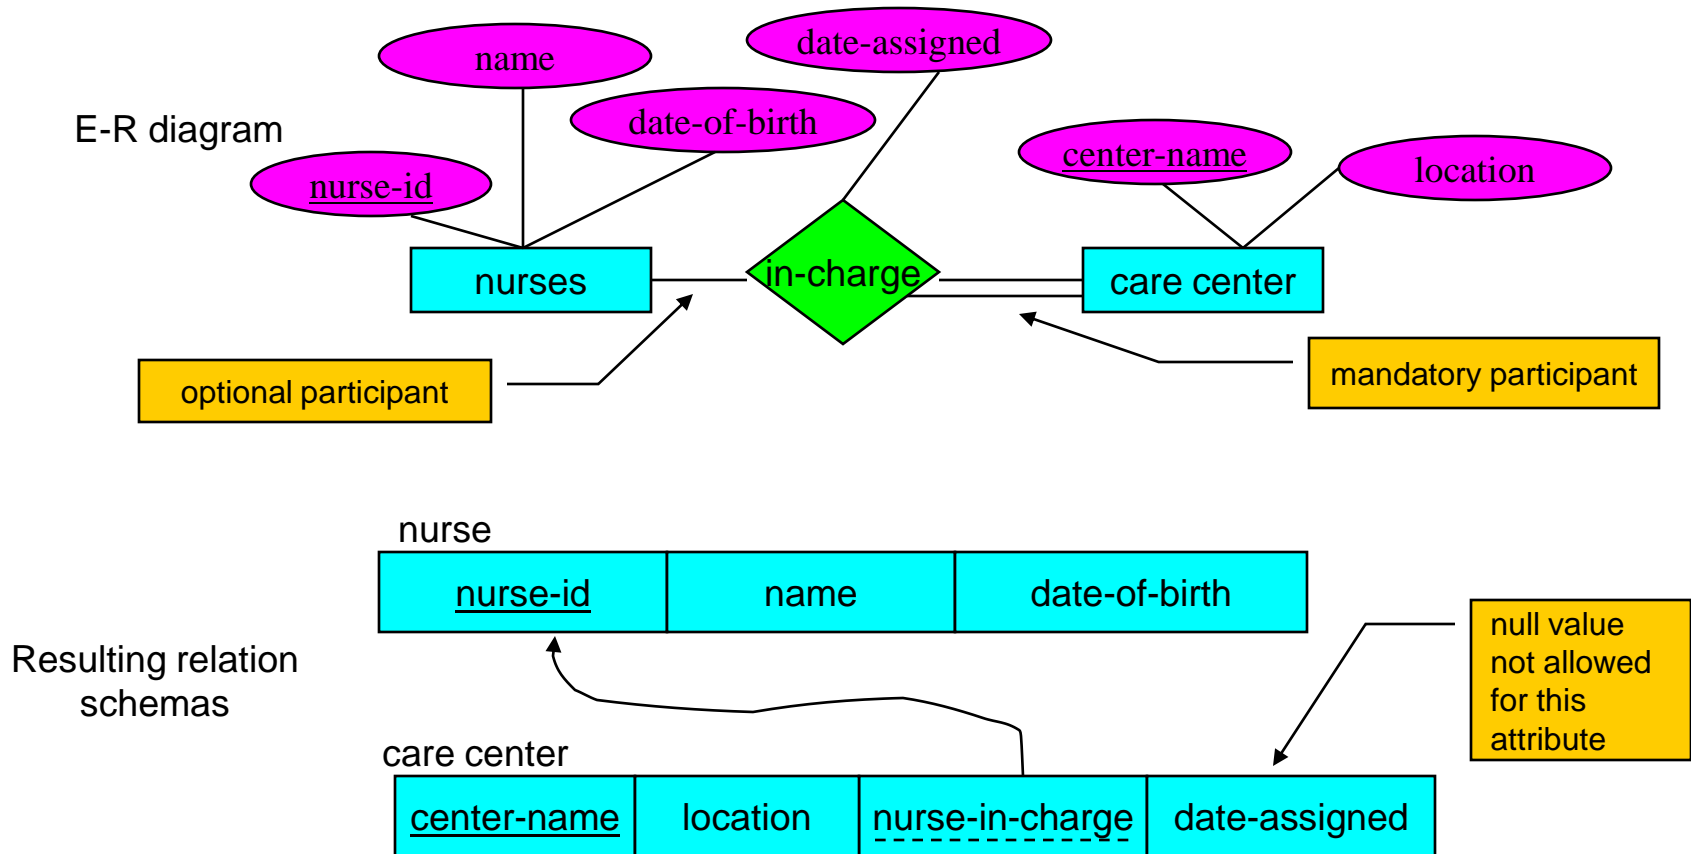 name
date-assigned
E-R diagram
date-of-birth
center-name
location
nurse-id
nurses
in-charge
care center
optional participant
mandatory participant
nurse
nurse-id name date-of-birth
null value
not allowed
for this
attribute
Resulting relation
schemas
care center
center-name location nurse-in-charge date-assigned